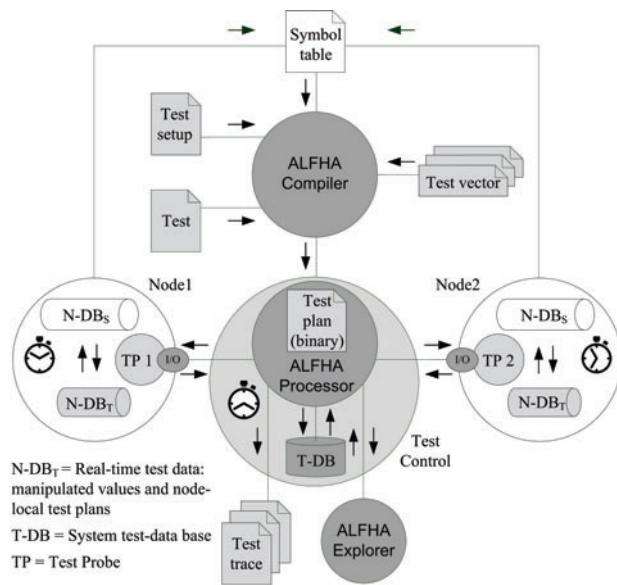 Symbol
table
Test
setup
ALFHA
Compiler
Test vector
Test
Node1
Node2
N-DBS
TP 1
I/O
N-DBT
Test
plan
(binary)
ALFHA
Processor
N-DBS
I/O
TP 2
N-DBT
T-DB
Test
Control
N-DBT = Real-time test data:
manipulated values and node-
local test plans
T-DB = System test-data base
TP = Test Probe
Test
trace
ALFHA
Explorer